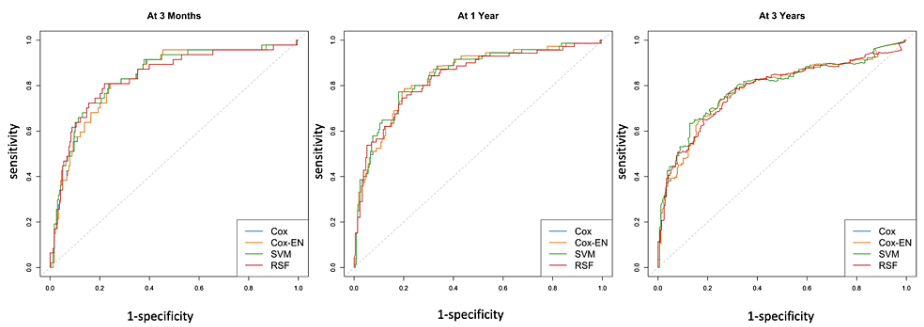 At 3 Months
sensitivity
1.0
0.8
0.6
0.4
0.2
0.0
Cox
Cox-EN
SVM
RSF
0.0 0.2 0.4 0.6 0.8 1.0
1-specificity
At 1 Year
sensitivity
1.0
0.8
0.6
0.4
0.2
0.0
Cox
Cox-EN
SVM
RSF
0.0 0.2 0.4 0.6 0.8 1.0
1-specificity
At 3 Years
sensitivity
1.0
0.8
0.6
0.4
0.2
0.0
Cox
Cox-EN
SVM
RSF
0.0 0.2 0.4 0.6 0.8 1.0
1-specificity